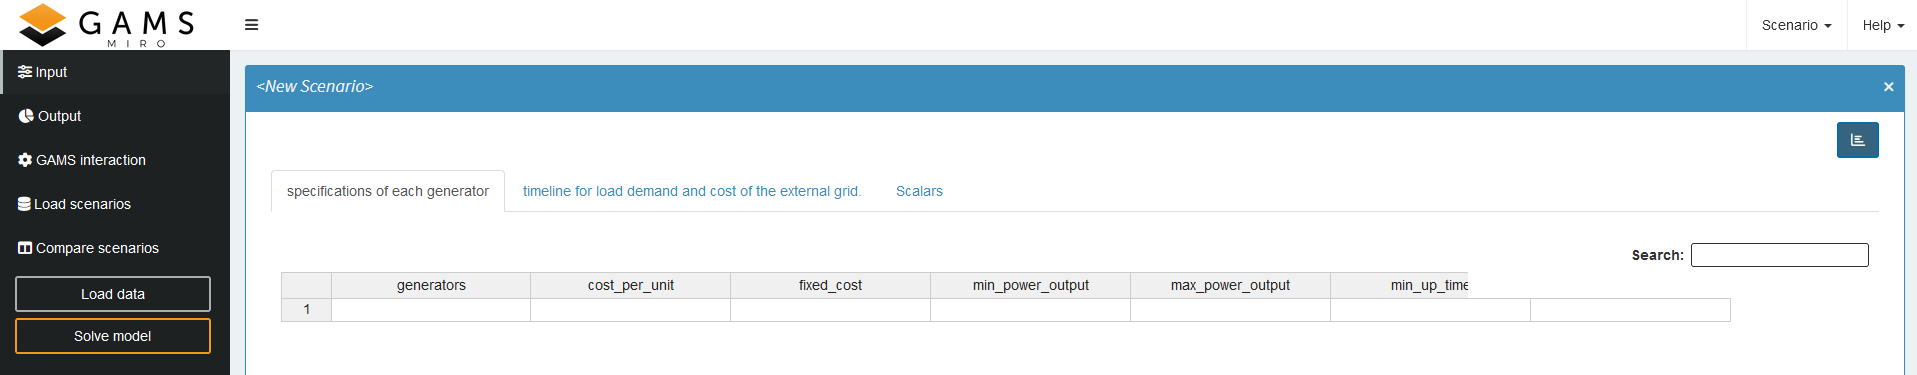 GAMS
MIRO
Scenario
Help
Input
Output
GAMS interaction
Load scenarios
Compare scenarios
Load data
Solve model
<New Scenario>
×
specifications of each generator
timeline for load demand and cost of the external grid.
Scalars
Search:
generators cost_per_unit fixed_cost min_power_output max_power_output min_up_time
1